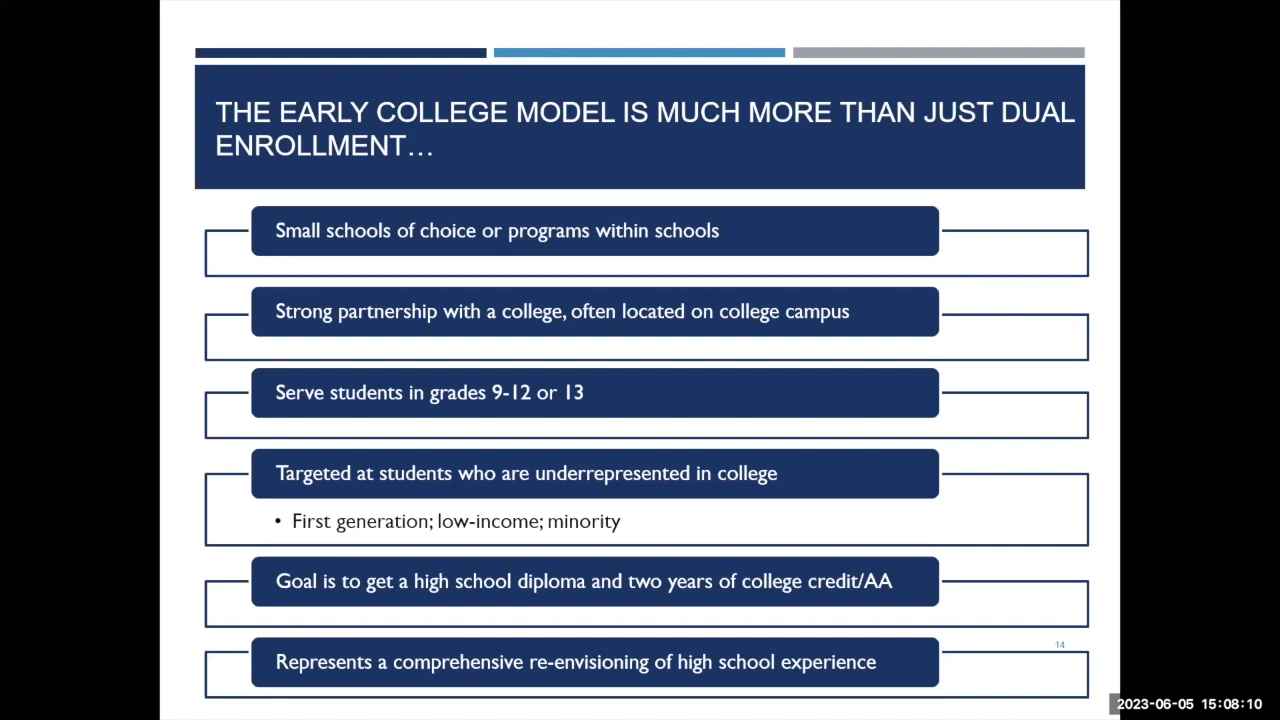 THE EARLY COLLEGE MODEL IS MUCH MORE THAN JUST DUAL
ENROLLMENT…
Small schools of choice or programs within schools
Strong partnership with a college, often located on college campus
Serve students in grades 9-12 or 13
Targeted at students who are underrepresented in college
• First generation; low-income; minority
Goal is to get a high school diploma and two years of college credit/AA
14
Represents a comprehensive re-envisioning of high school experience
2023-06-05 15:08:10